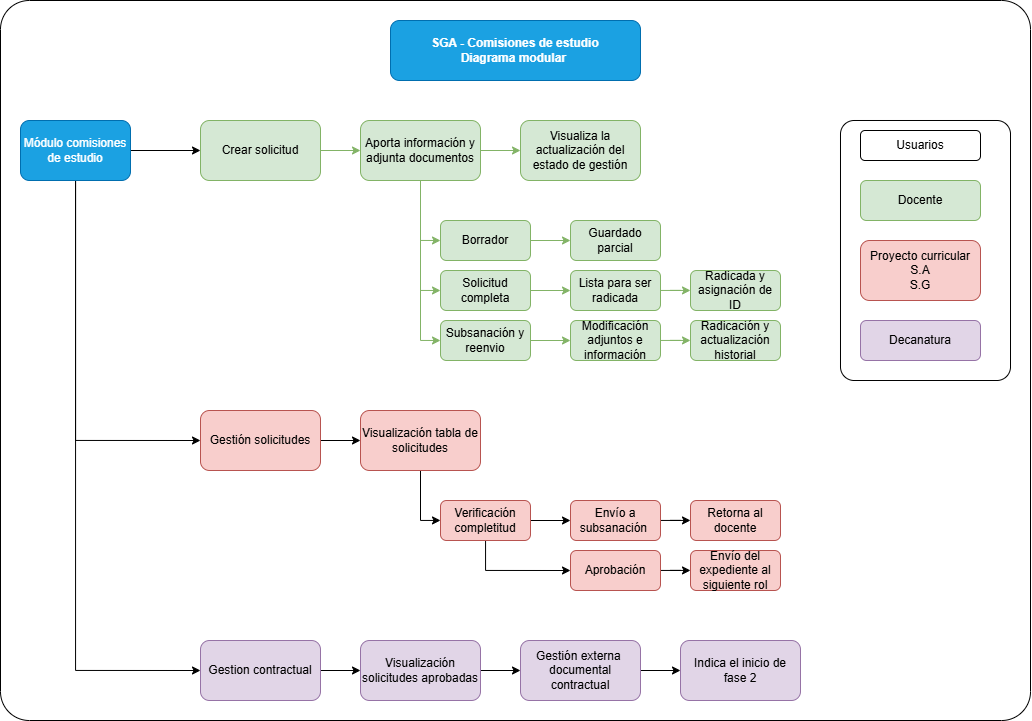 SGA - Comisiones de estudio
Diagrama modular
Módulo comisiones
de estudio
Crear solicitud
Aporta información y
adjunta documentos
Visualiza la
actualización del
estado de gestión
Borrador
Guardado
parcial
Solicitud
completa
Lista para ser
radicada
Radicada y
asignación de
ID
Subsanación y
reenvio
Modificación
adjuntos e
información
Radicación y
actualización
historial
Usuarios
Docente
Proyecto curricular
S.A
S.G
Decanatura
Gestión solicitudes
Visualización tabla de
solicitudes
Verificación
completitud
Envío a
subsanación
Retorna al
docente
Aprobación
Envío del
expediente al
siguiente rol
Gestion contractual
Visualización
solicitudes aprobadas
Gestión externa
documental
contractual
Indica el inicio de
fase 2